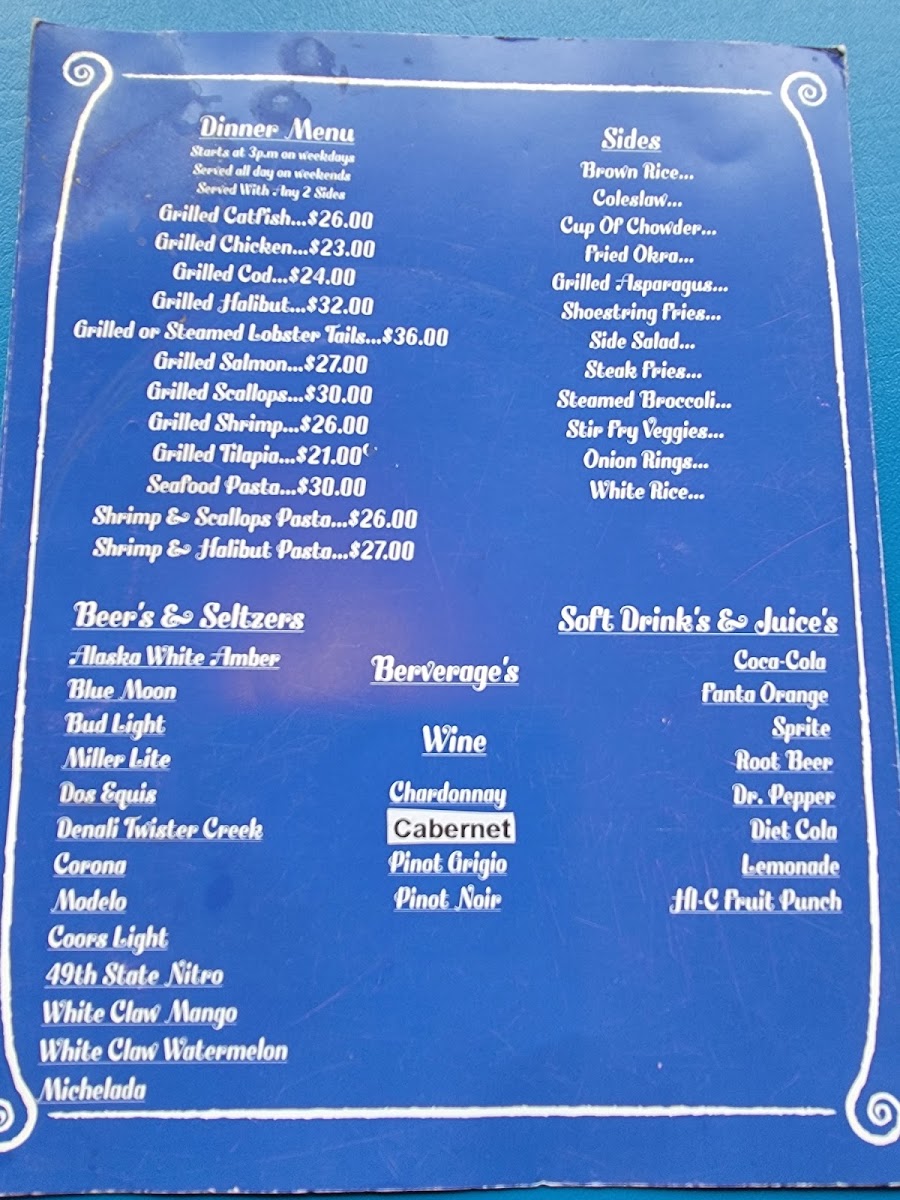 Dinner Menu
Starts at 3p.m on weekdays
Served all day on weekends
Served With Any 2 Sides
Grilled Catfish...$26.00
Grilled Chicken...$23.00
Grilled Cod...$24.00
Grilled Halibut...$32.00
Grilled or Steamed Lobster Tails...$36.00
Grilled Salmon...$27.00
Grilled Scallops...$30.00
Grilled Shrimp...$26.00
Grilled Tilapia...$21.00
Seafood Pasta...$30.00
Shrimp & Scallops Pasta...$26.00
Shrimp & Halibut Pasta...$27.00
Sides
Brown Rice...
Coleslaw...
Cup Of Chowder...
Fried Okra...
Grilled Asparagus...
Shoestring Fries...
Side Salad...
Steak Fries...
Steamed Broccoli...
Stir Fry Veggies...
Onion Rings...
White Rice...
Beer's & Seltzers
Alaska White Amber
Blue Moon
Bud Light
Miller Lite
Dos Equis
Denali Twister Creek
Corona
Modelo
Coors Light
49th State Nitro
White Claw Mango
White Claw Watermelon
Michelada
Berverage's
Wine
Chardonnay
Cabernet
Pinot Grigio
Pinot Noir
Soft Drink's & Juice's
Coca-Cola
Fanta Orange
Sprite
Root Beer
Dr. Pepper
Diet Cola
Lemonade
HI-C Fruit Punch